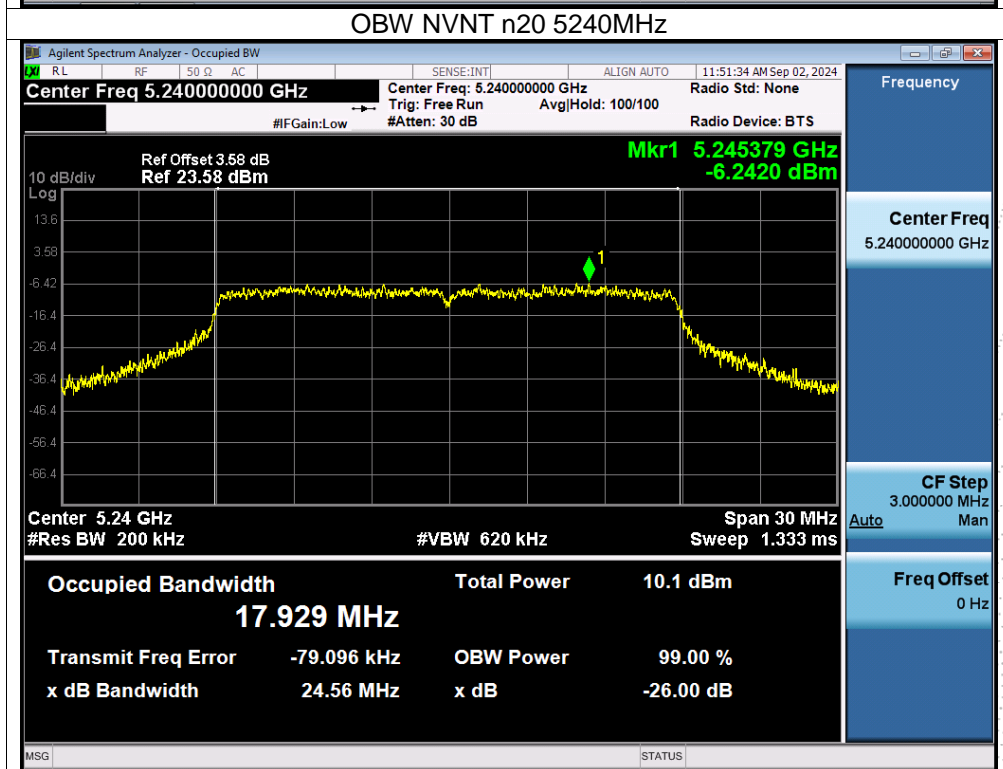 OBW NVNT n20 5240MHz
Agilent Spectrum Analyzer - Occupied BW
LXI RL RF 50 Ω AC SENSE:INT ALIGN AUTO 11:51:34 AM Sep 02, 2024
Center Freq 5.240000000 GHz
Center Freq: 5.240000000 GHz Radio Std: None
Trig: Free Run Avg|Hold: 100/100
#IFGain:Low #Atten: 30 dB Radio Device: BTS
Mkr1 5.245379 GHz
-6.2420 dBm
Ref Offset 3.58 dB
10 dB/div Ref 23.58 dBm
Log
13.6
3.58
-6.42
-16.4
-26.4
-36.4
-46.4
-56.4
-66.4
1
Center 5.24 GHz Span 30 MHz
#Res BW 200 kHz #VBW 620 kHz Sweep 1.333 ms
Occupied Bandwidth Total Power 10.1 dBm
17.929 MHz
Transmit Freq Error -79.096 kHz OBW Power 99.00 %
x dB Bandwidth 24.56 MHz x dB -26.00 dB
MSG STATUS
Frequency
Center Freq
5.240000000 GHz
CF Step
3.000000 MHz
Auto Man
Freq Offset
0 Hz